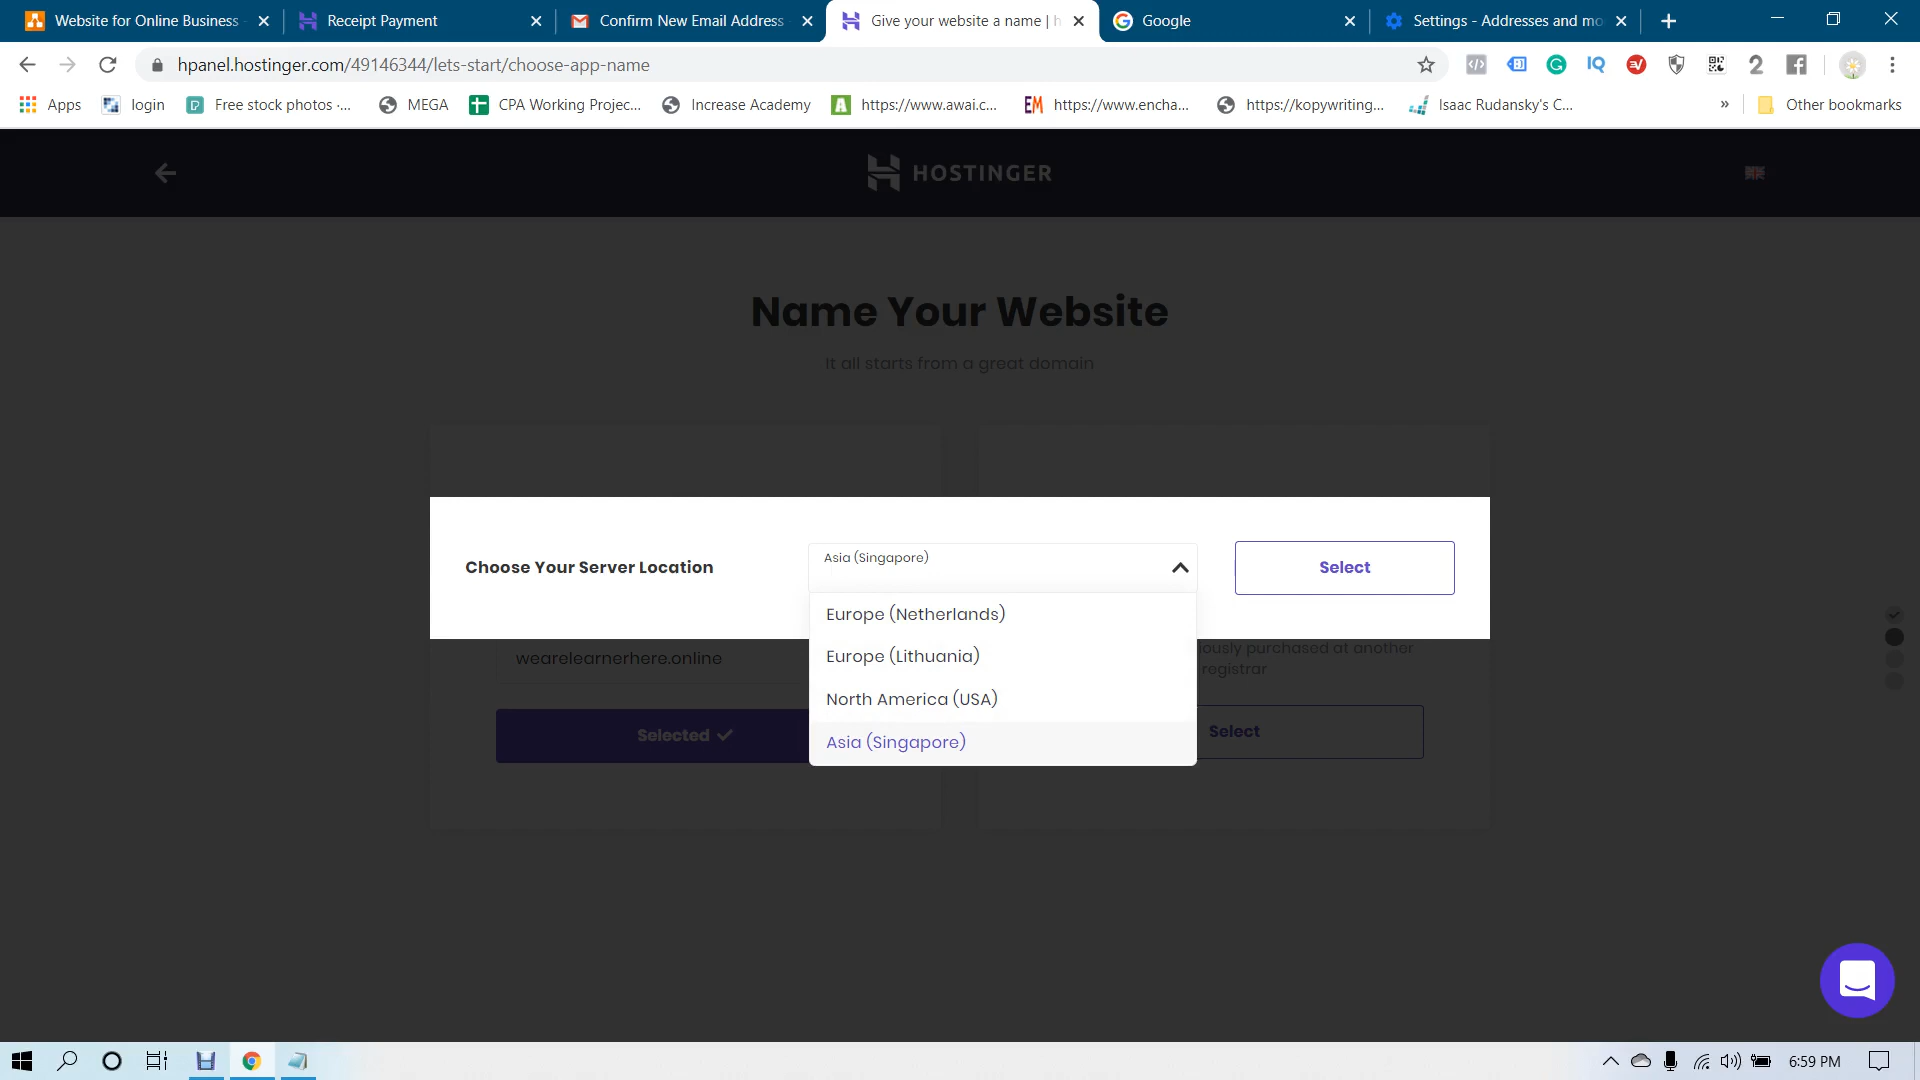 Website for Online Business
Receipt Payment
Confirm New Email Address
Give your website a name | h
Google
Settings - Addresses and mo
hpanel.hostinger.com/49146344/lets-start/choose-app-name
Apps
login
Free stock photos ·...
MEGA
CPA Working Projec...
Increase Academy
https://www.awai.c...
https://www.encha...
https://kopywriting...
Isaac Rudansky's C...
»
Other bookmarks
HOSTINGER
Name Your Website
It all starts from a great domain
Choose Your Server Location
Asia (Singapore)
Select
Europe (Netherlands)
Europe (Lithuania)
North America (USA)
Asia (Singapore)
wearelearnerhere.online
iously purchased at another
registrar
Selected
Select
6:59 PM